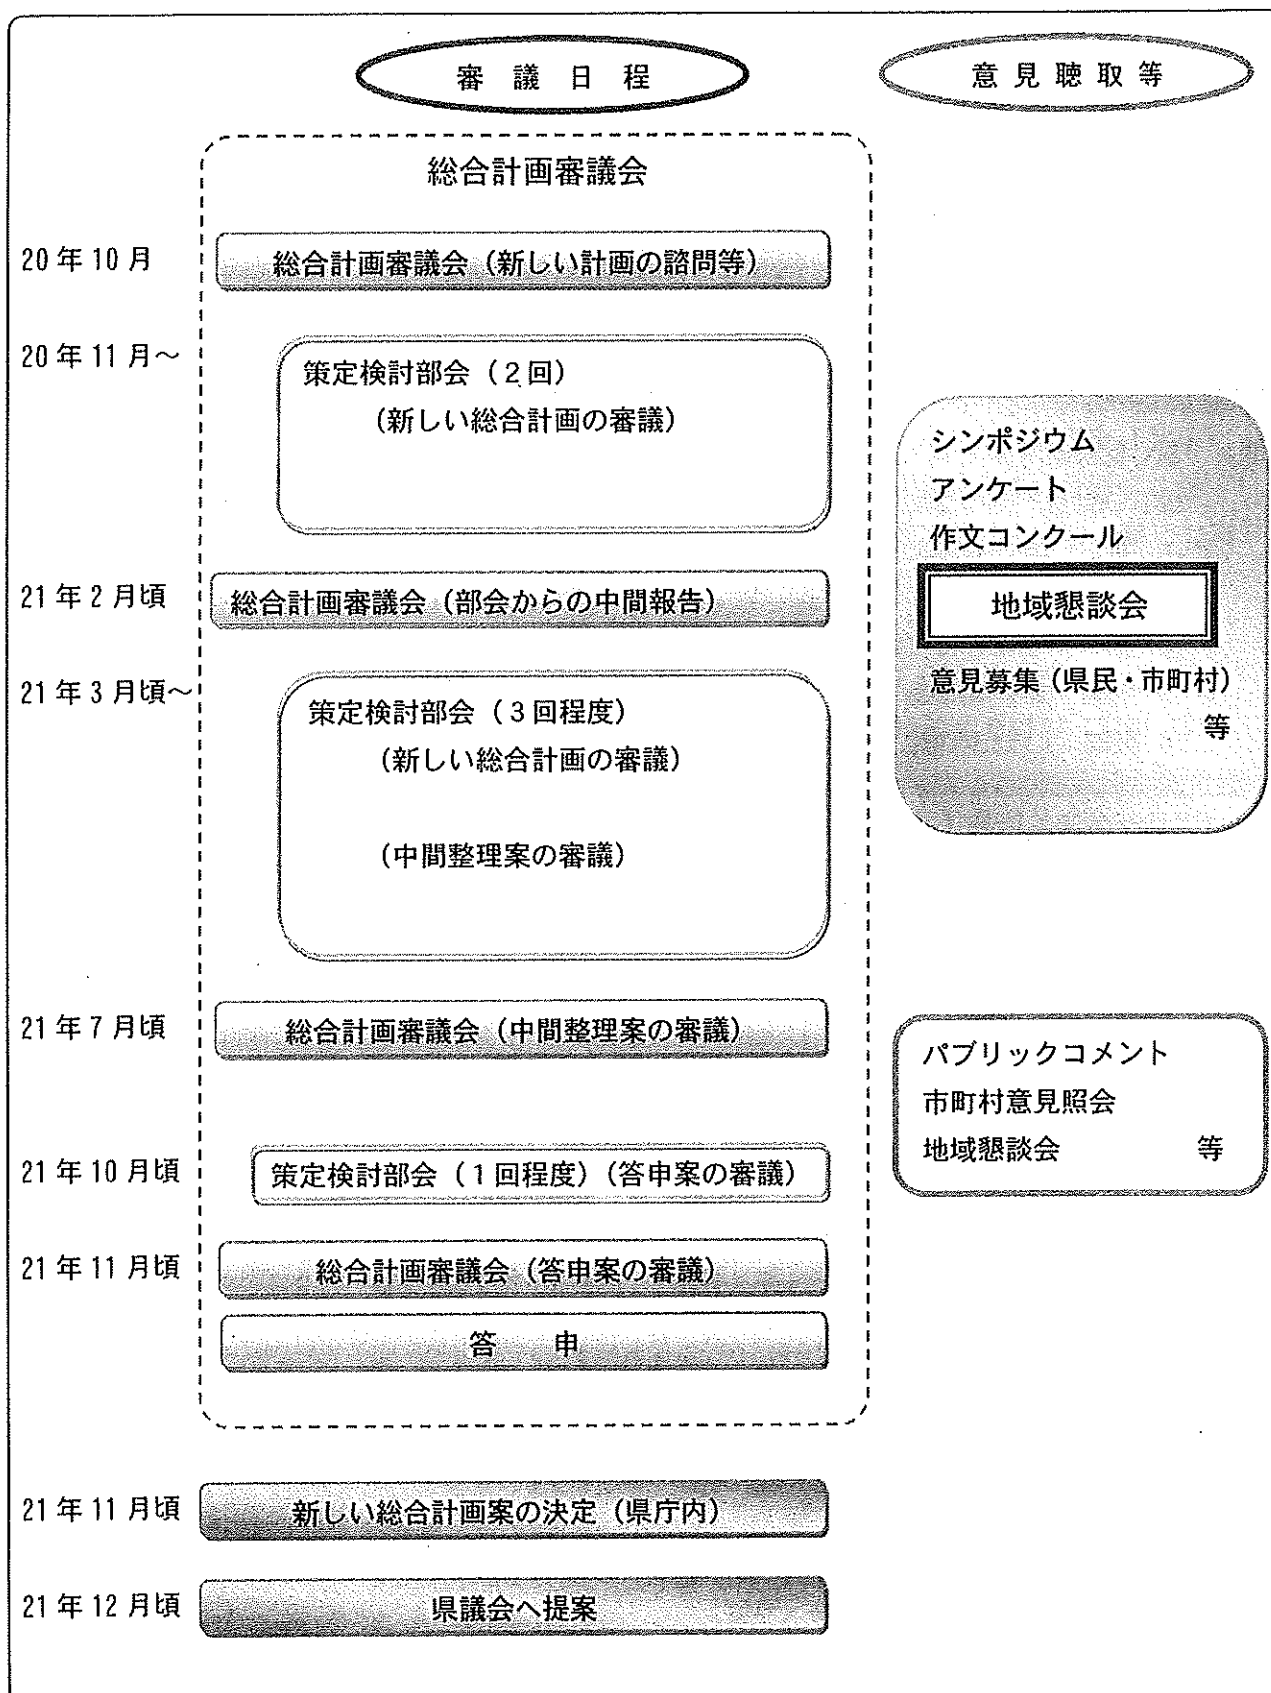 審議日程
意見聴取等
総合計画審議会
20年10月
総合計画審議会（新しい計画の諮問等）
20年11月～
策定検討部会（２回）
（新しい総合計画の審議）
シンポジウム
アンケート
作文コンクール
地域懇談会
意見募集（県民・市町村）
等
21年2月頃
総合計画審議会（部会からの中間報告）
21年3月頃～
策定検討部会（３回程度）
（新しい総合計画の審議）
（中間整理案の審議）
21年7月頃
総合計画審議会（中間整理案の審議）
パブリックコメント
市町村意見照会
地域懇談会　等
21年10月頃
策定検討部会（１回程度）（答申案の審議）
21年11月頃
総合計画審議会（答申案の審議）
答　申
21年11月頃
新しい総合計画案の決定（県庁内）
21年12月頃
県議会へ提案